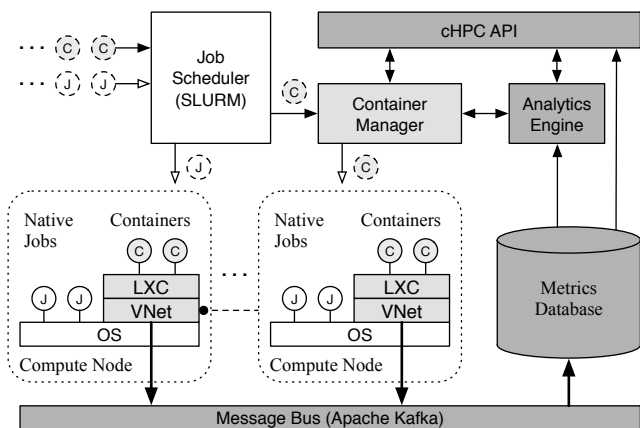 cHPC API
... C C
... J J
Job
Scheduler
(SLURM)
C
Container
Manager
Analytics
Engine
J
C
Native
Jobs
Containers
C C
LXC
J J
VNet
OS
Compute Node
...
Native
Jobs
Containers
C C
LXC
J J
VNet
OS
Compute Node
Metrics
Database
Message Bus (Apache Kafka)